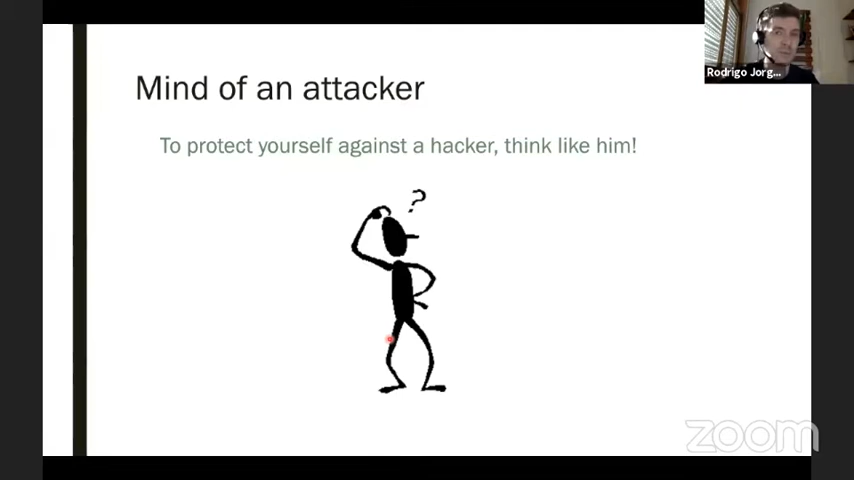 Mind of an attacker
To protect yourself against a hacker, think like him!
?
Rodrigo Jorg...
zoom